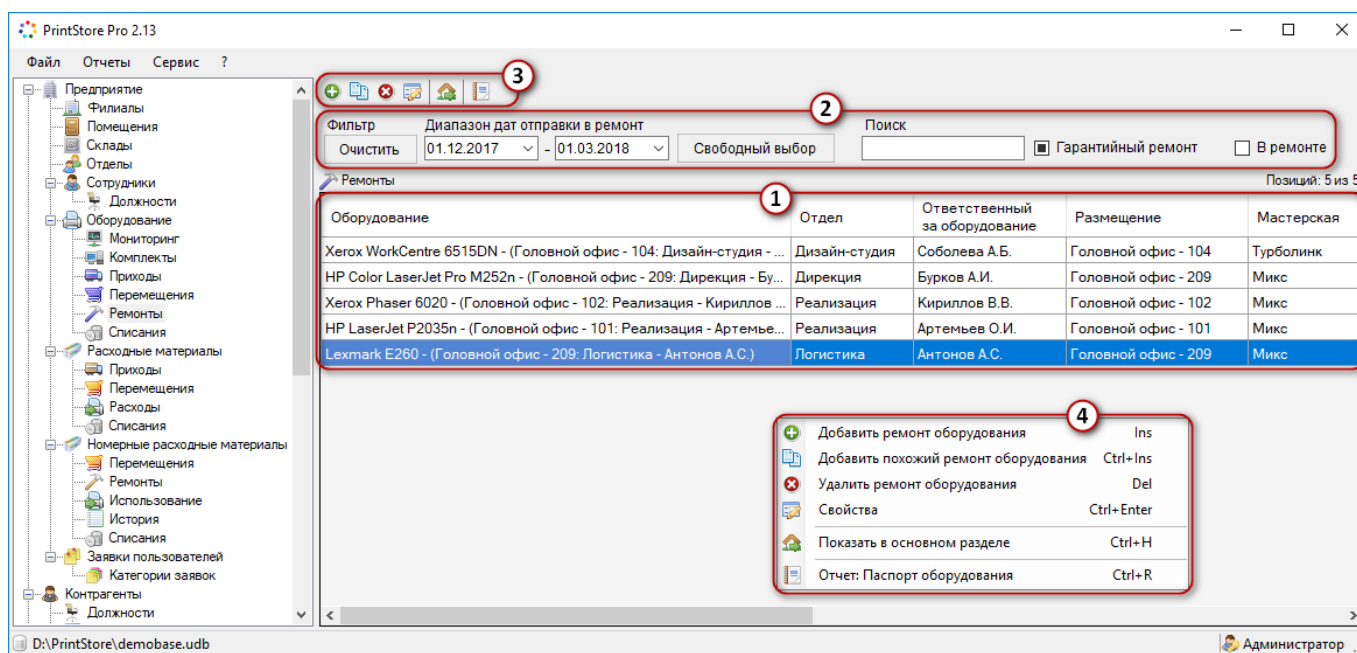 PrintStore Pro 2.13
Файл Отчеты Сервис ?
Предприятие
Филиалы
Помещения
Склады
Отделы
Сотрудники
Должности
Оборудование
Мониторинг
Комплекты
Приходы
Перемещения
Ремонты
Списания
Расходные материалы
Приходы
Перемещения
Расходы
Списания
Номерные расходные материалы
Перемещения
Ремонты
Использование
История
Списания
Заявки пользователей
Категории заявок
Контрагенты
Должности
3
2
Фильтр Диапазон дат отправки в ремонт Поиск
Очистить 01.12.2017 - 01.03.2018 Свободный выбор Гарантийный ремонт В ремонте
Ремонты Позиций: 5 из 5
1
Оборудование Отдел Ответственный за оборудование Размещение Мастерская
Xerox WorkCentre 6515DN - (Головной офис - 104: Дизайн-студия - ... Дизайн-студия Соболева А.Б. Головной офис - 104 Турболинк
HP Color LaserJet Pro M252n - (Головной офис - 209: Дирекция - Бу... Дирекция Бурков А.И. Головной офис - 209 Микс
Xerox Phaser 6020 - (Головной офис - 102: Реализация - Кириллов ... Реализация Кириллов В.В. Головной офис - 102 Микс
HP LaserJet P2035n - (Головной офис - 101: Реализация - Артемье... Реализация Артемьев О.И. Головной офис - 101 Микс
Lexmark E260 - (Головной офис - 209: Логистика - Антонов А.С.) Логистика Антонов А.С. Головной офис - 209 Микс
4
Добавить ремонт оборудования Ins
Добавить похожий ремонт оборудования Ctrl+Ins
Удалить ремонт оборудования Del
Свойства Ctrl+Enter
Показать в основном разделе Ctrl+H
Отчет: Паспорт оборудования Ctrl+R
D:\PrintStore\demobase.udb Администратор